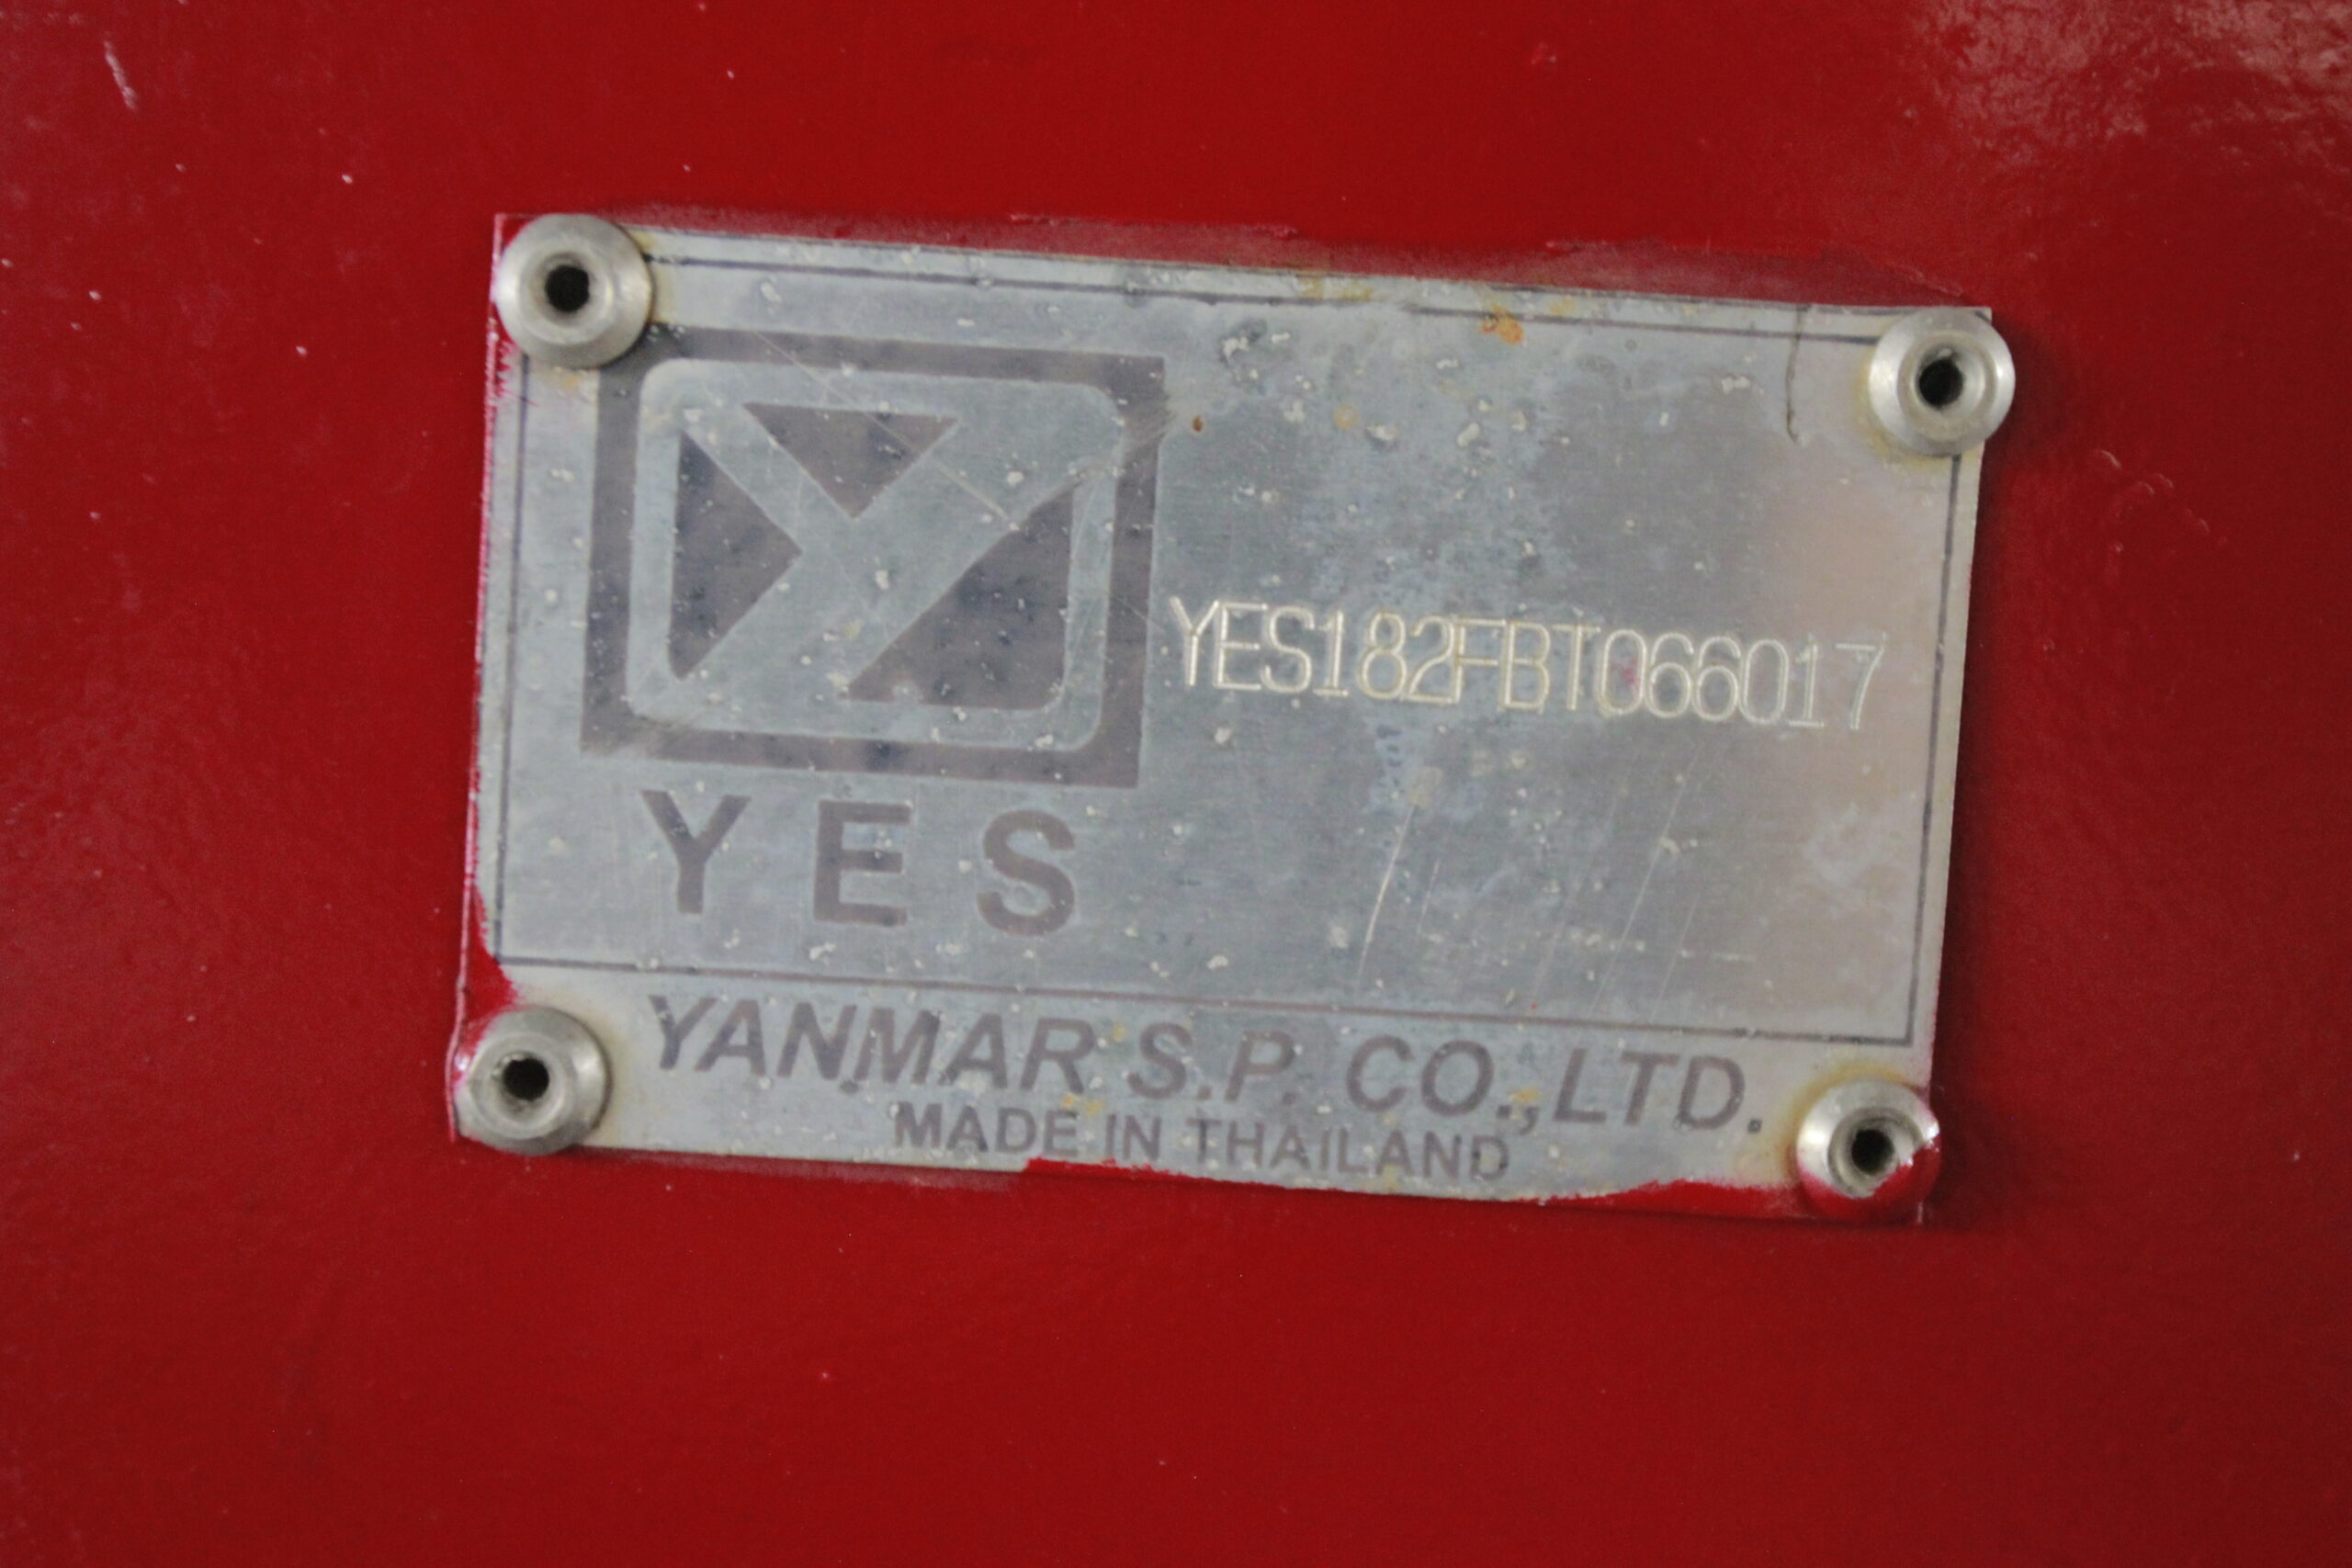 YES182FBT066017
YES
YANMAR S.P. CO.,LTD.
MADE IN THAILAND